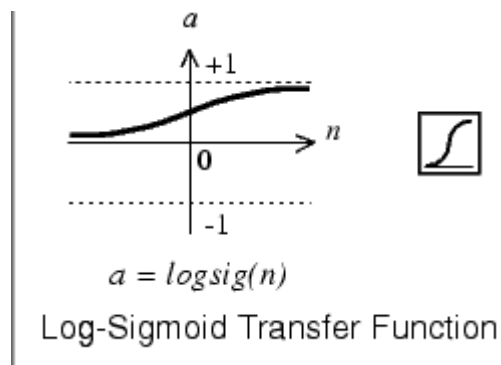 a
+1
n
0
-1
a = logsig(n)
Log-Sigmoid Transfer Function